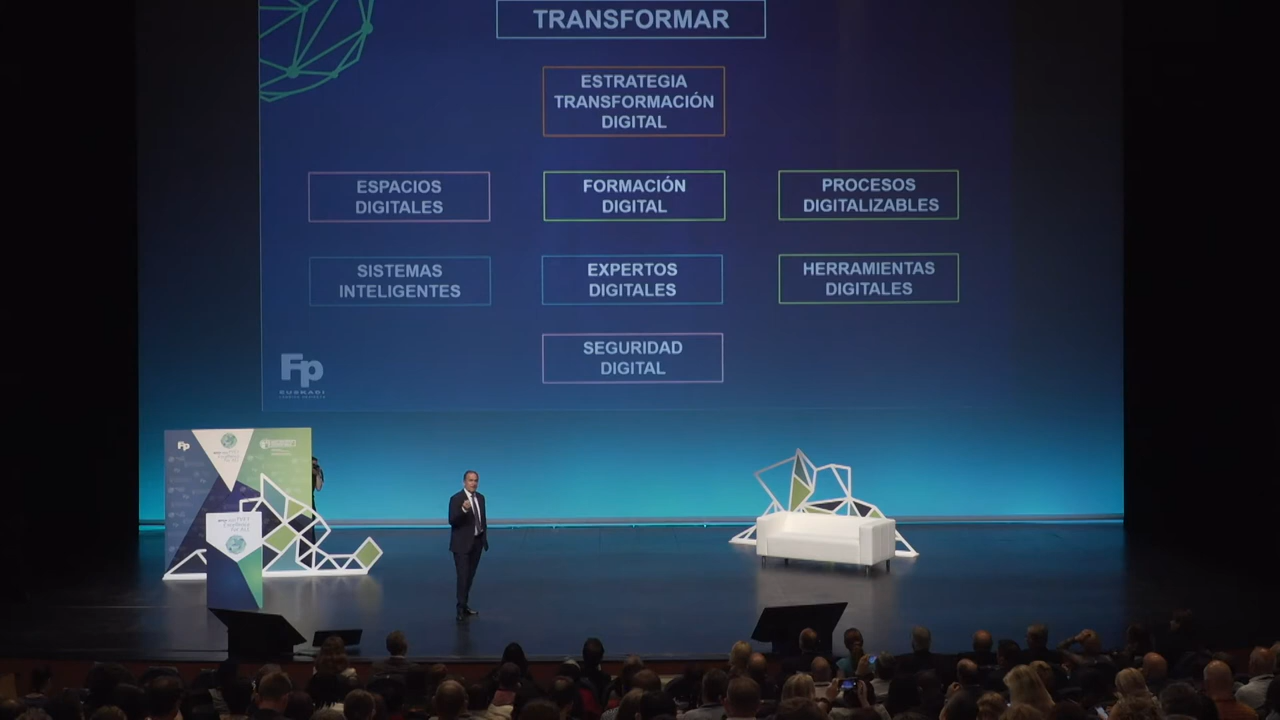 TRANSFORMAR
ESTRATEGIA
TRANSFORMACIÓN
DIGITAL
ESPACIOS
DIGITALES
FORMACIÓN
DIGITAL
PROCESOS
DIGITALIZABLES
SISTEMAS
INTELIGENTES
EXPERTOS
DIGITALES
HERRAMIENTAS
DIGITALES
SEGURIDAD
DIGITAL
Fp
EUSKADI
Fp